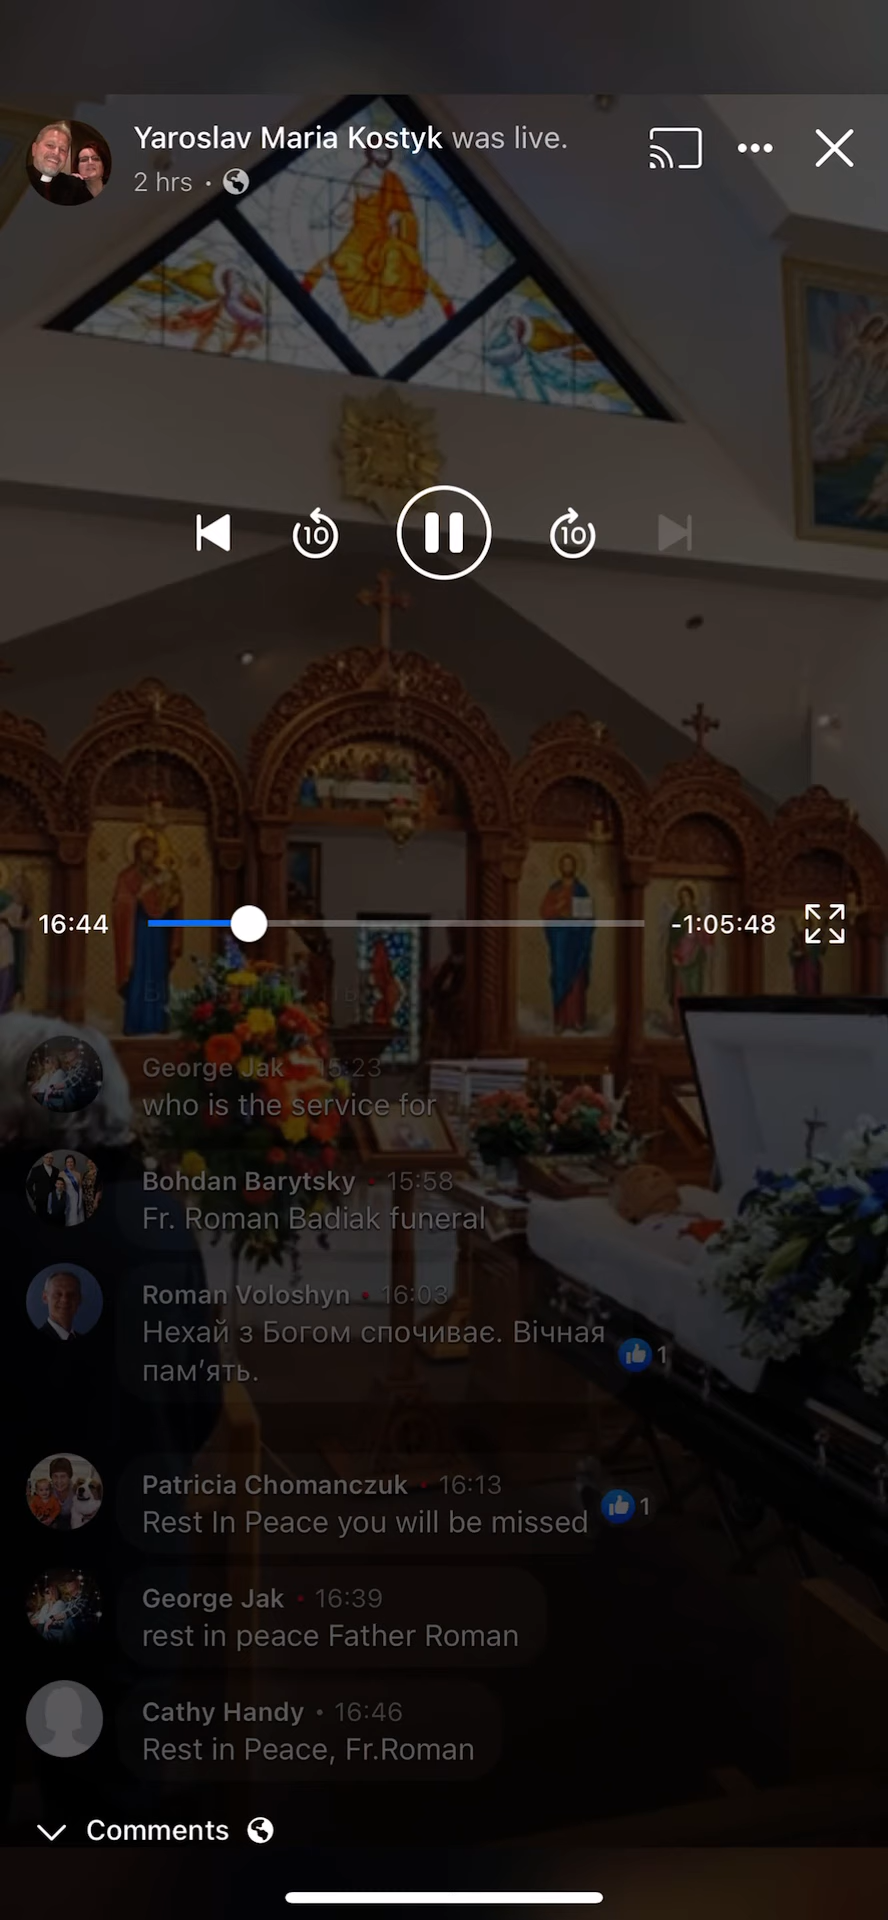 Yaroslav Maria Kostyk was live.
2 hrs ·
10
10
16:44
-1:05:48
George Jak • 15:23
who is the service for
Bohdan Barytsky • 15:58
Fr. Roman Badiak funeral
Roman Voloshyn • 16:03
Нехай з Богом спочиває. Вічная
пам’ять.
1
Patricia Chomanczuk • 16:13
Rest In Peace you will be missed
1
George Jak • 16:39
rest in peace Father Roman
Cathy Handy • 16:46
Rest in Peace, Fr.Roman
Comments